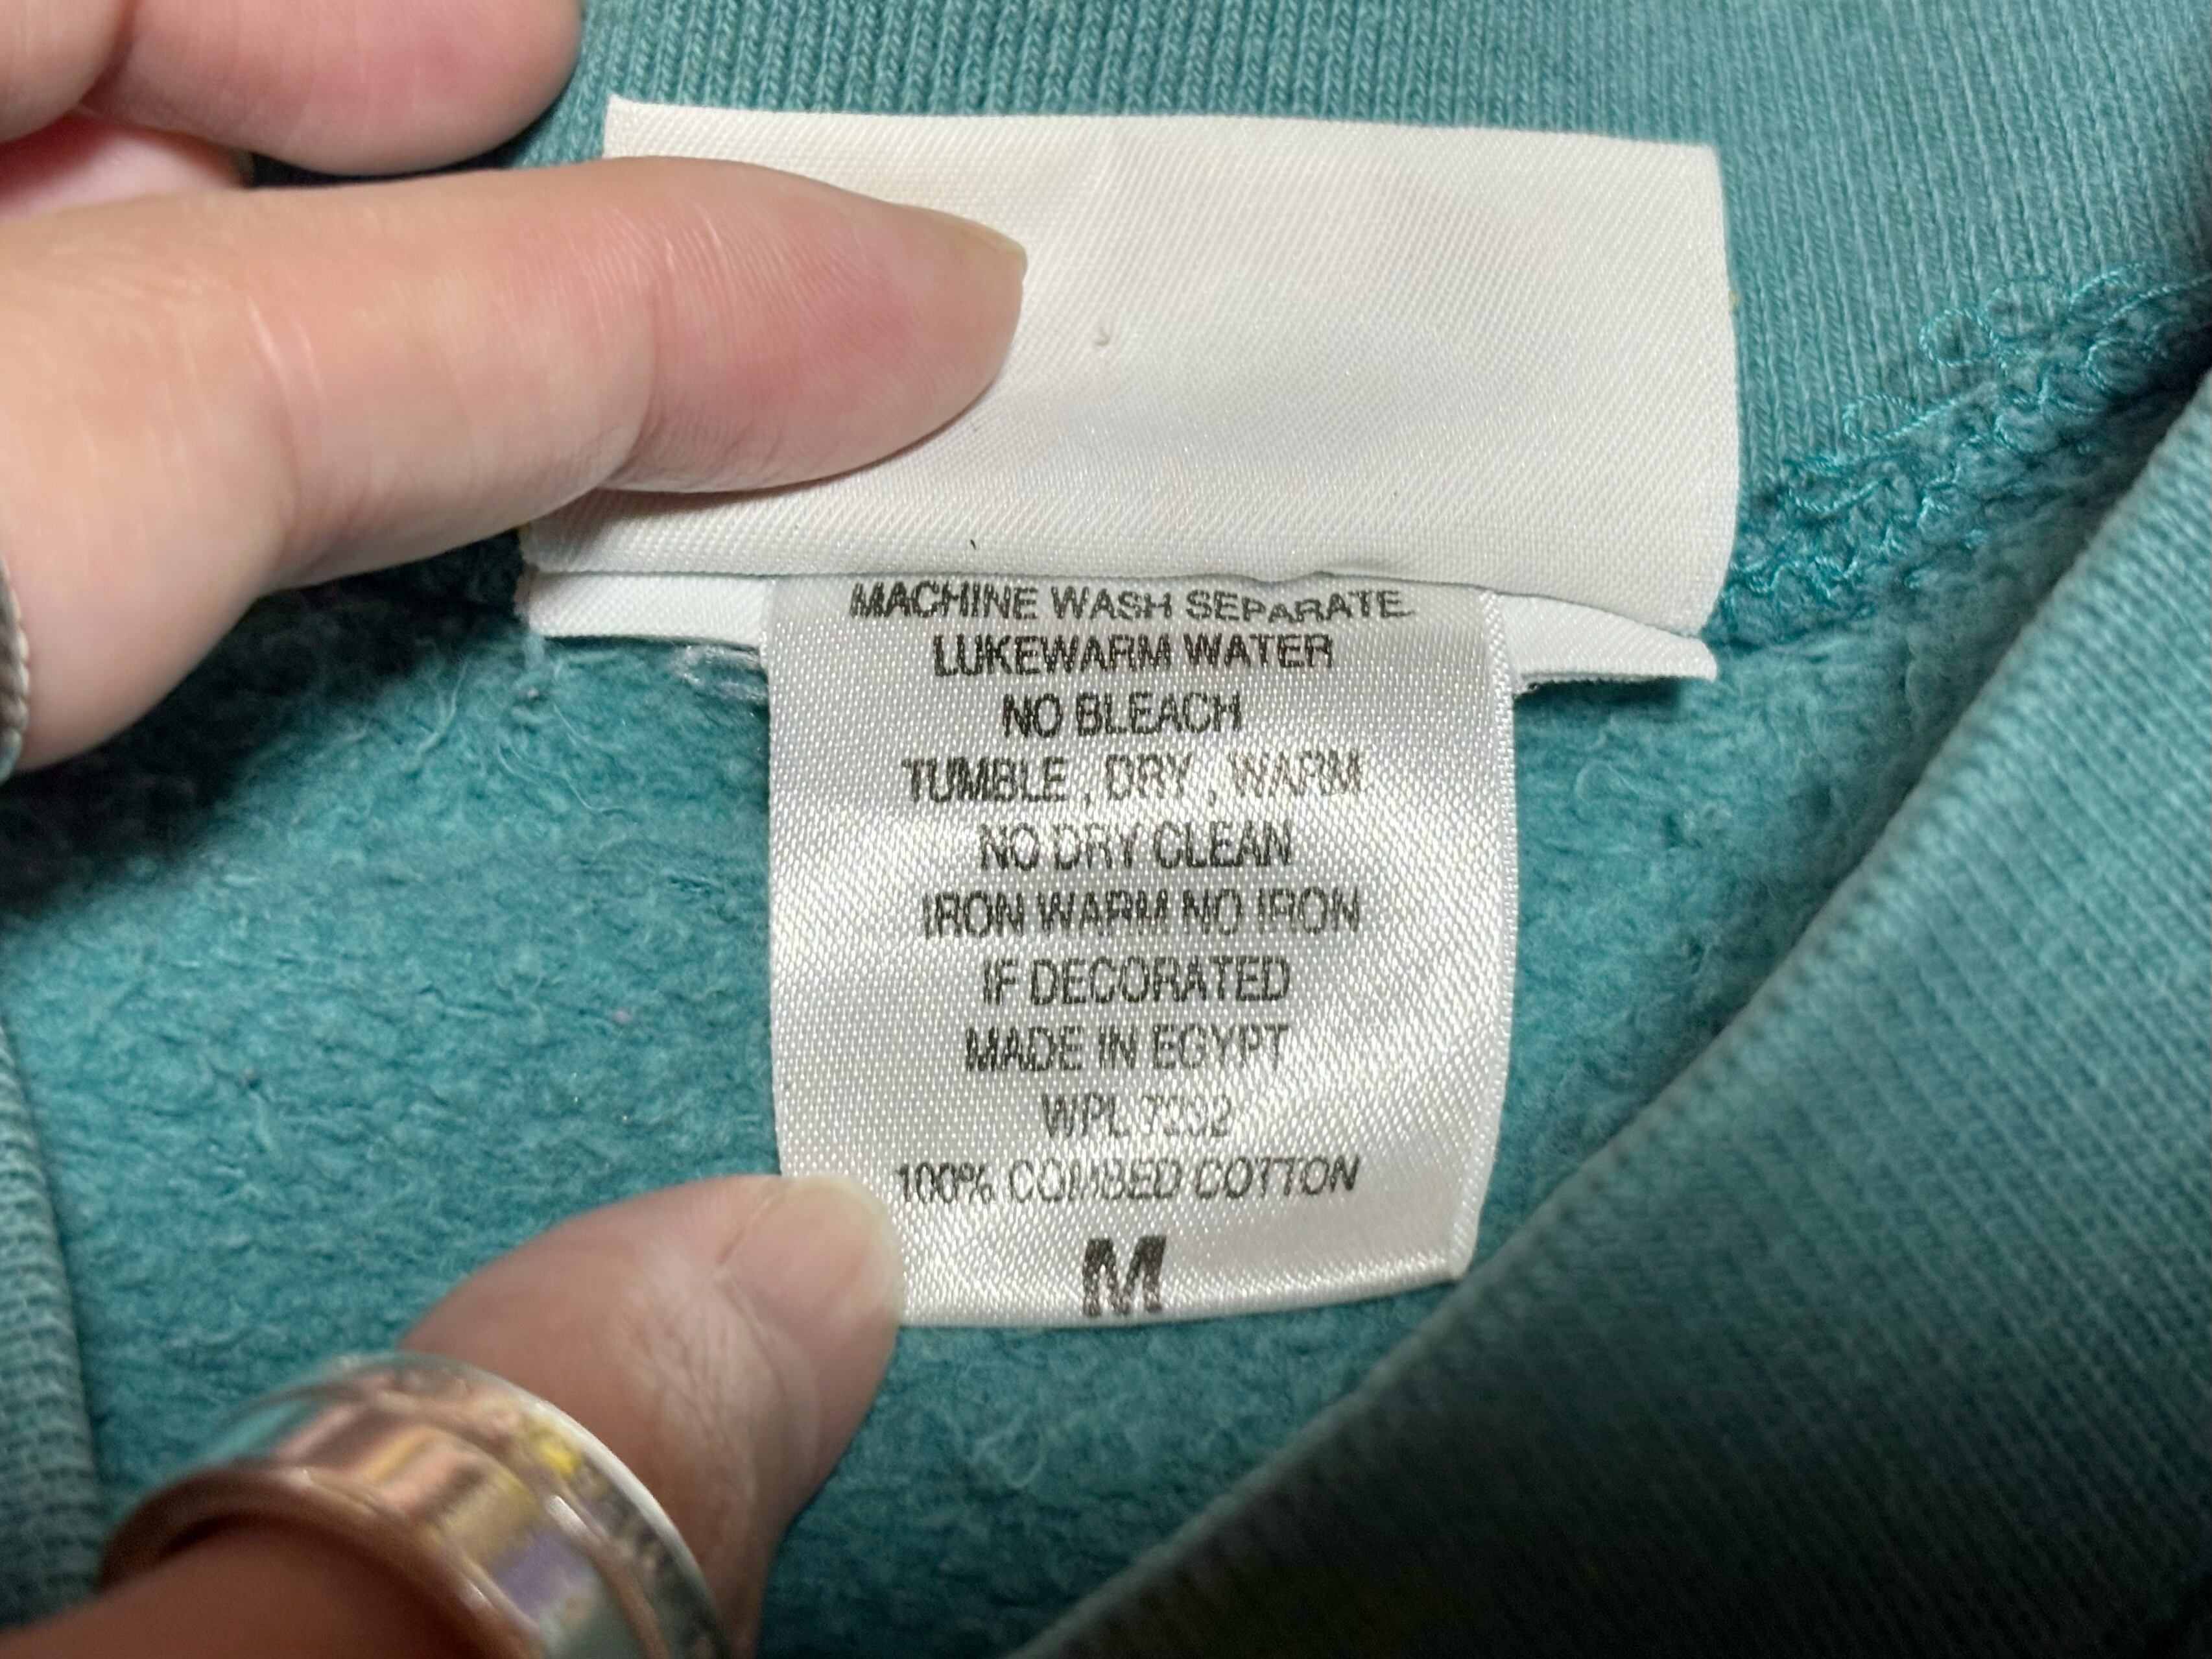 MACHINE WASH SEPARATE
LUKEWARM WATER
NO BLEACH
TUMBLE , DRY , WARM
NO DRY CLEAN
IRON WARM NO IRON
IF DECORATED
MADE IN EGYPT
WPL
100% COMBED COTTON
M